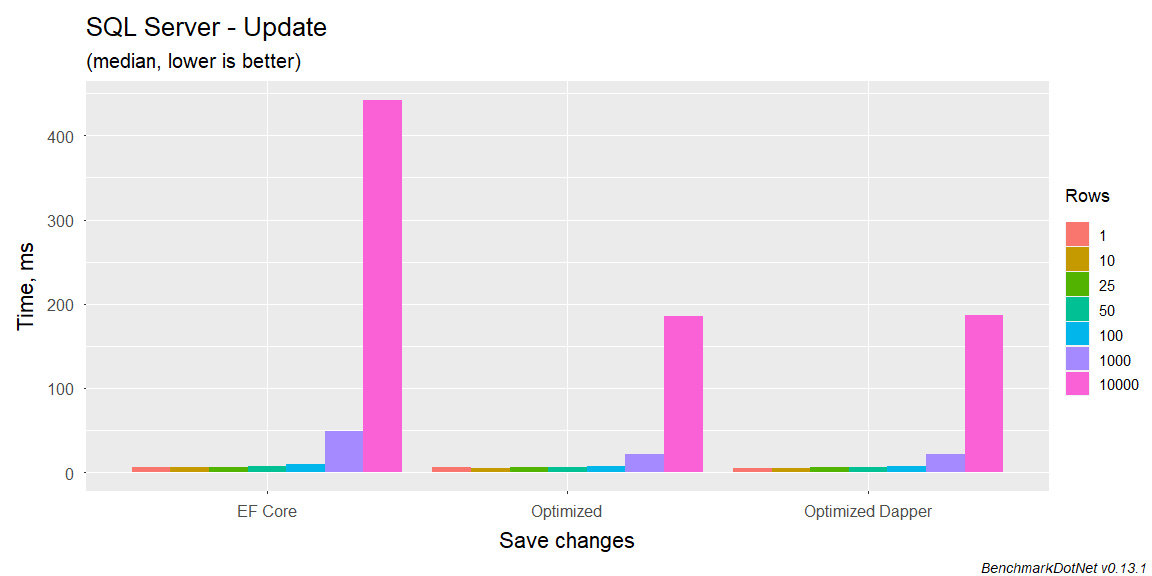 SQL Server - Update
(median, lower is better)
Time, ms
400
300
200
100
0
EF Core
Optimized
Optimized Dapper
Save changes
Rows
1
10
25
50
100
1000
10000
BenchmarkDotNet v0.13.1